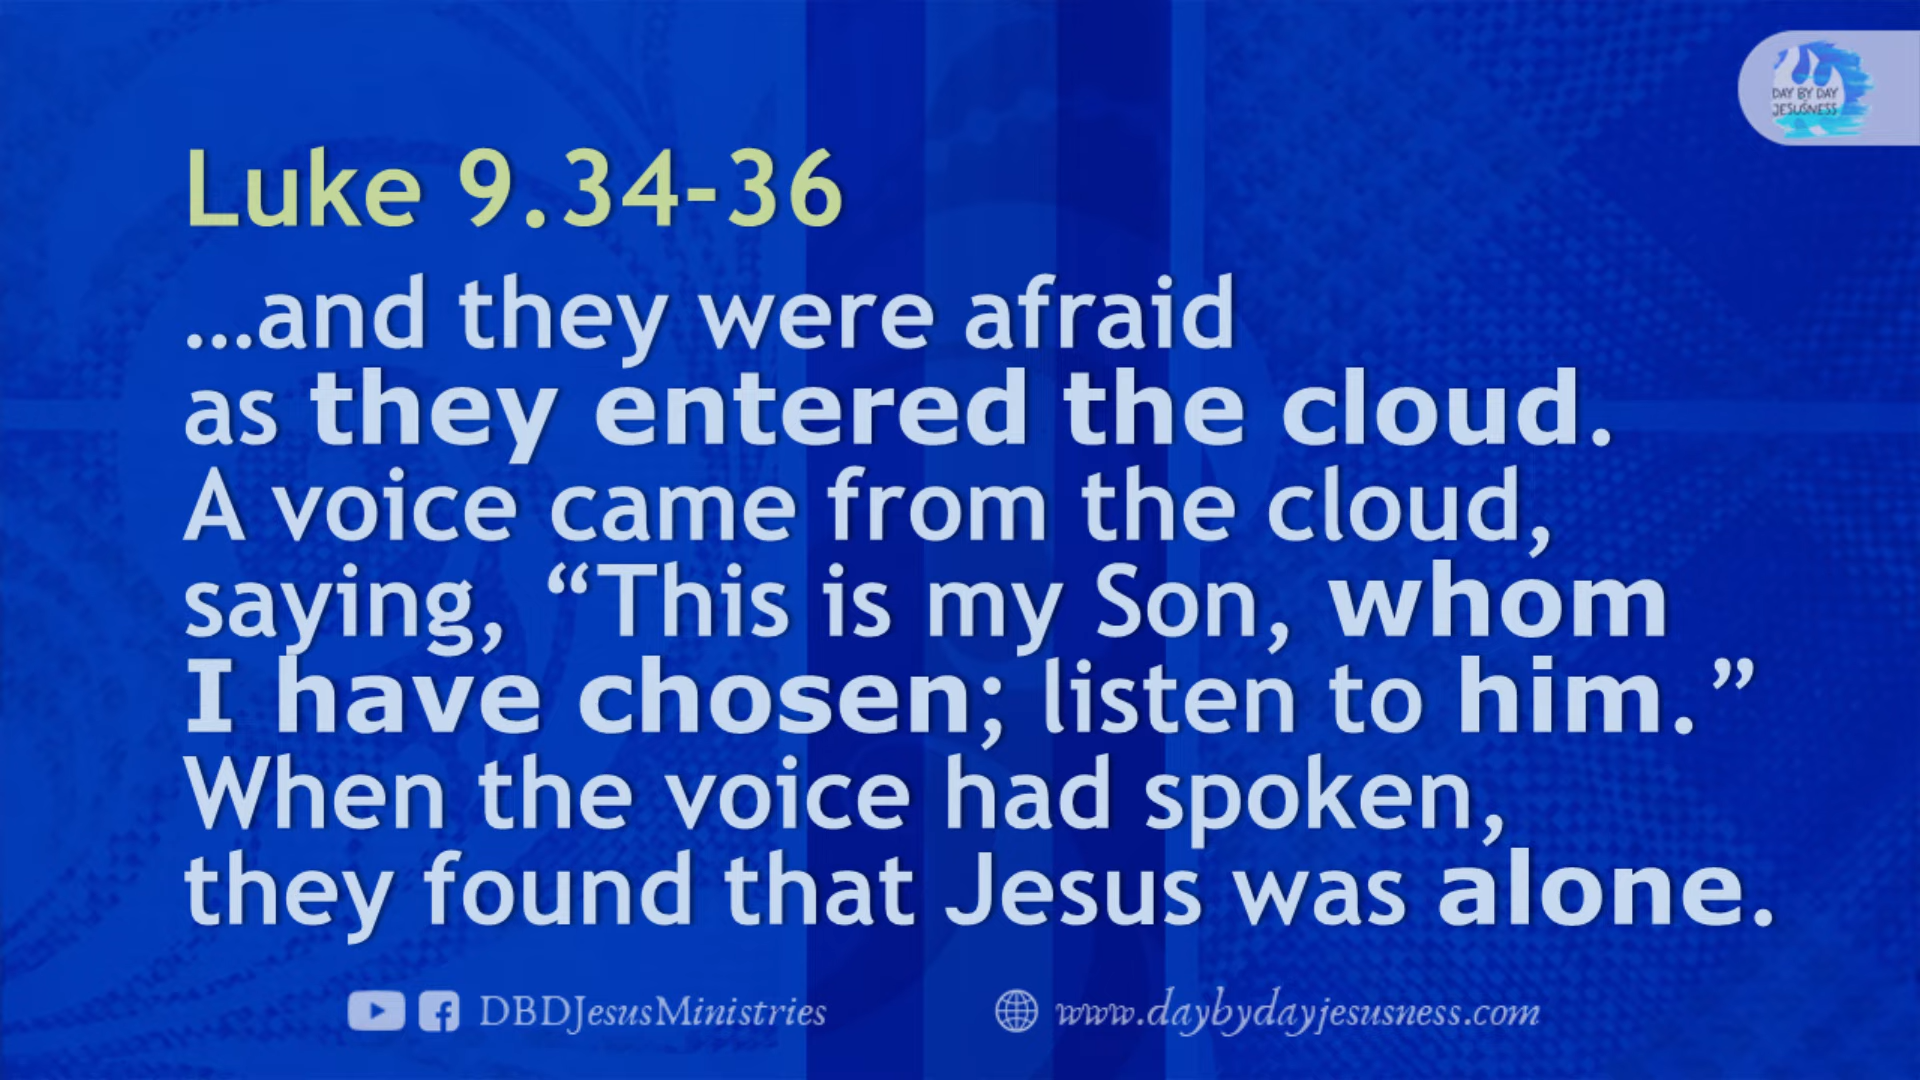 DAY BY DAY
JESUSNESS
Luke 9.34-36
...and they were afraid
as they entered the cloud.
A voice came from the cloud,
saying, “This is my Son, whom
I have chosen; listen to him.”
When the voice had spoken,
they found that Jesus was alone.
DBDJesusMinistries
www.daybydayjesusness.com